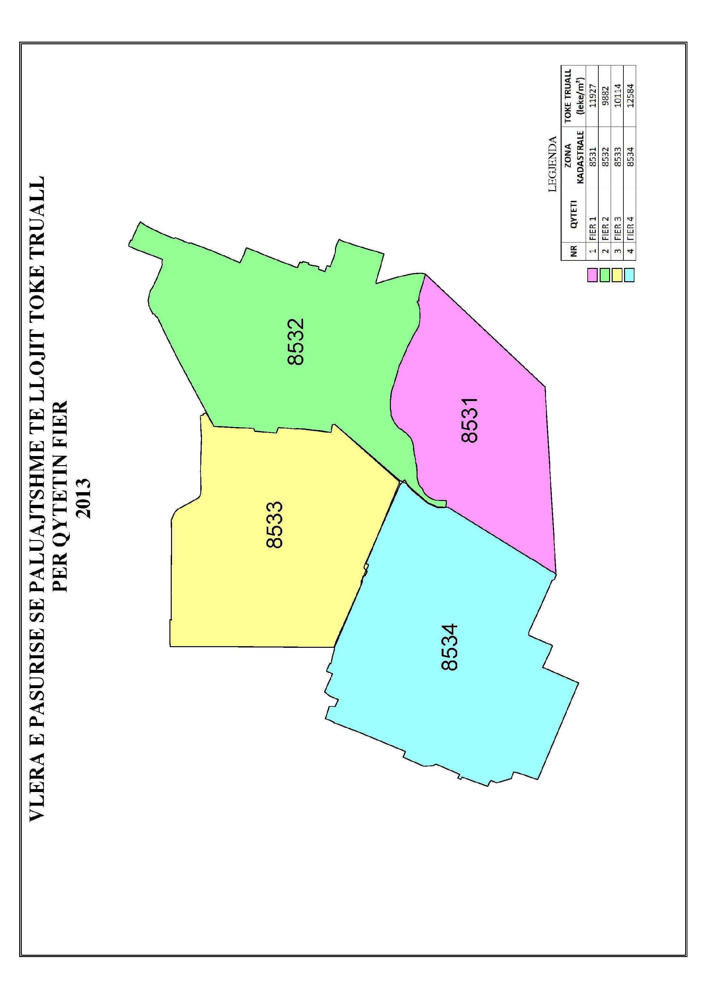 VLERA E PASURISE SE PALUAJTSHME TE LLOJIT TOKE TRUALL
PER QYTETIN FIER
2013
8533
8532
8534
8531
LEGJENDA
NR QYTETI ZONA KADASTRALE TOKE TRUALL (leke/m²)
1 FIER 1 8531 11927
2 FIER 2 8532 9882
3 FIER 3 8533 10114
4 FIER 4 8534 12584